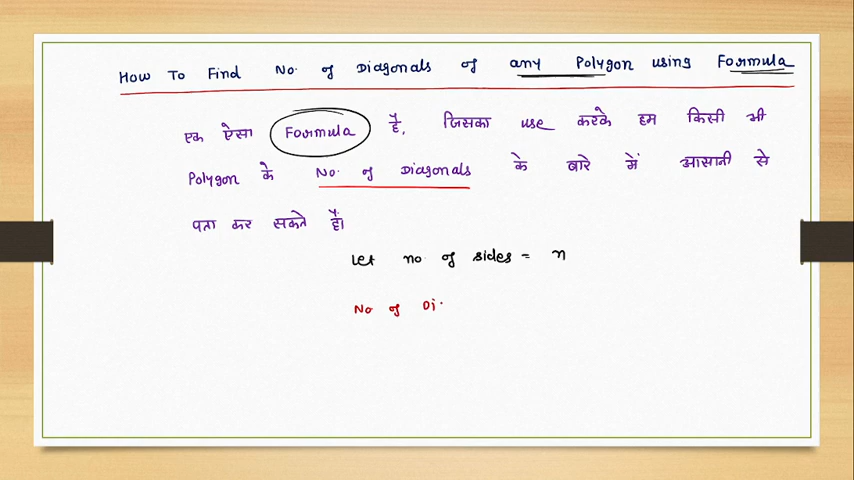 How To Find No. of Diagonals of any Polygon using Formula
एक ऐसा Formula है, जिसका use करके हम किसी भी
Polygon के No. of Diagonals के बारे में आसानी से
पता कर सकते हैं।
Let no. of sides = n
No of Di